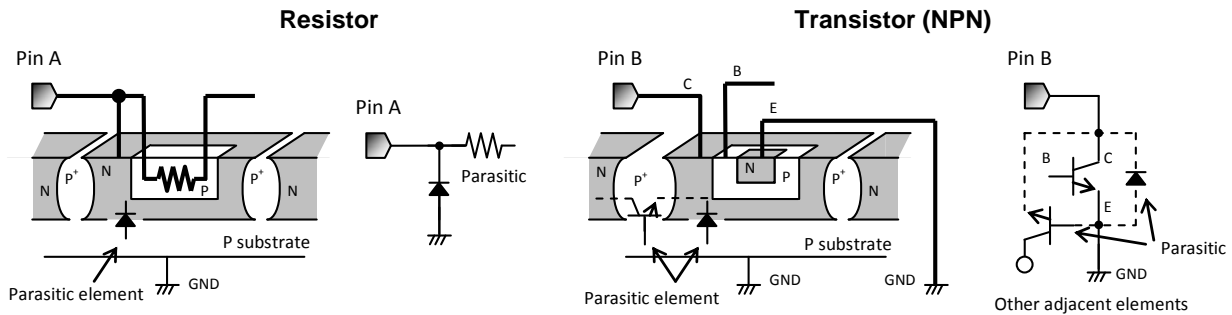 Resistor
Transistor (NPN)
Pin A
Pin A
N
P+
N
P
P+
N
Parasitic
P substrate
GND
Parasitic element
Pin B
C
B
E
N
P+
N
P
P+
N
P substrate
GND
Parasitic element
Pin B
B
C
E
Parasitic
GND
Other adjacent elements